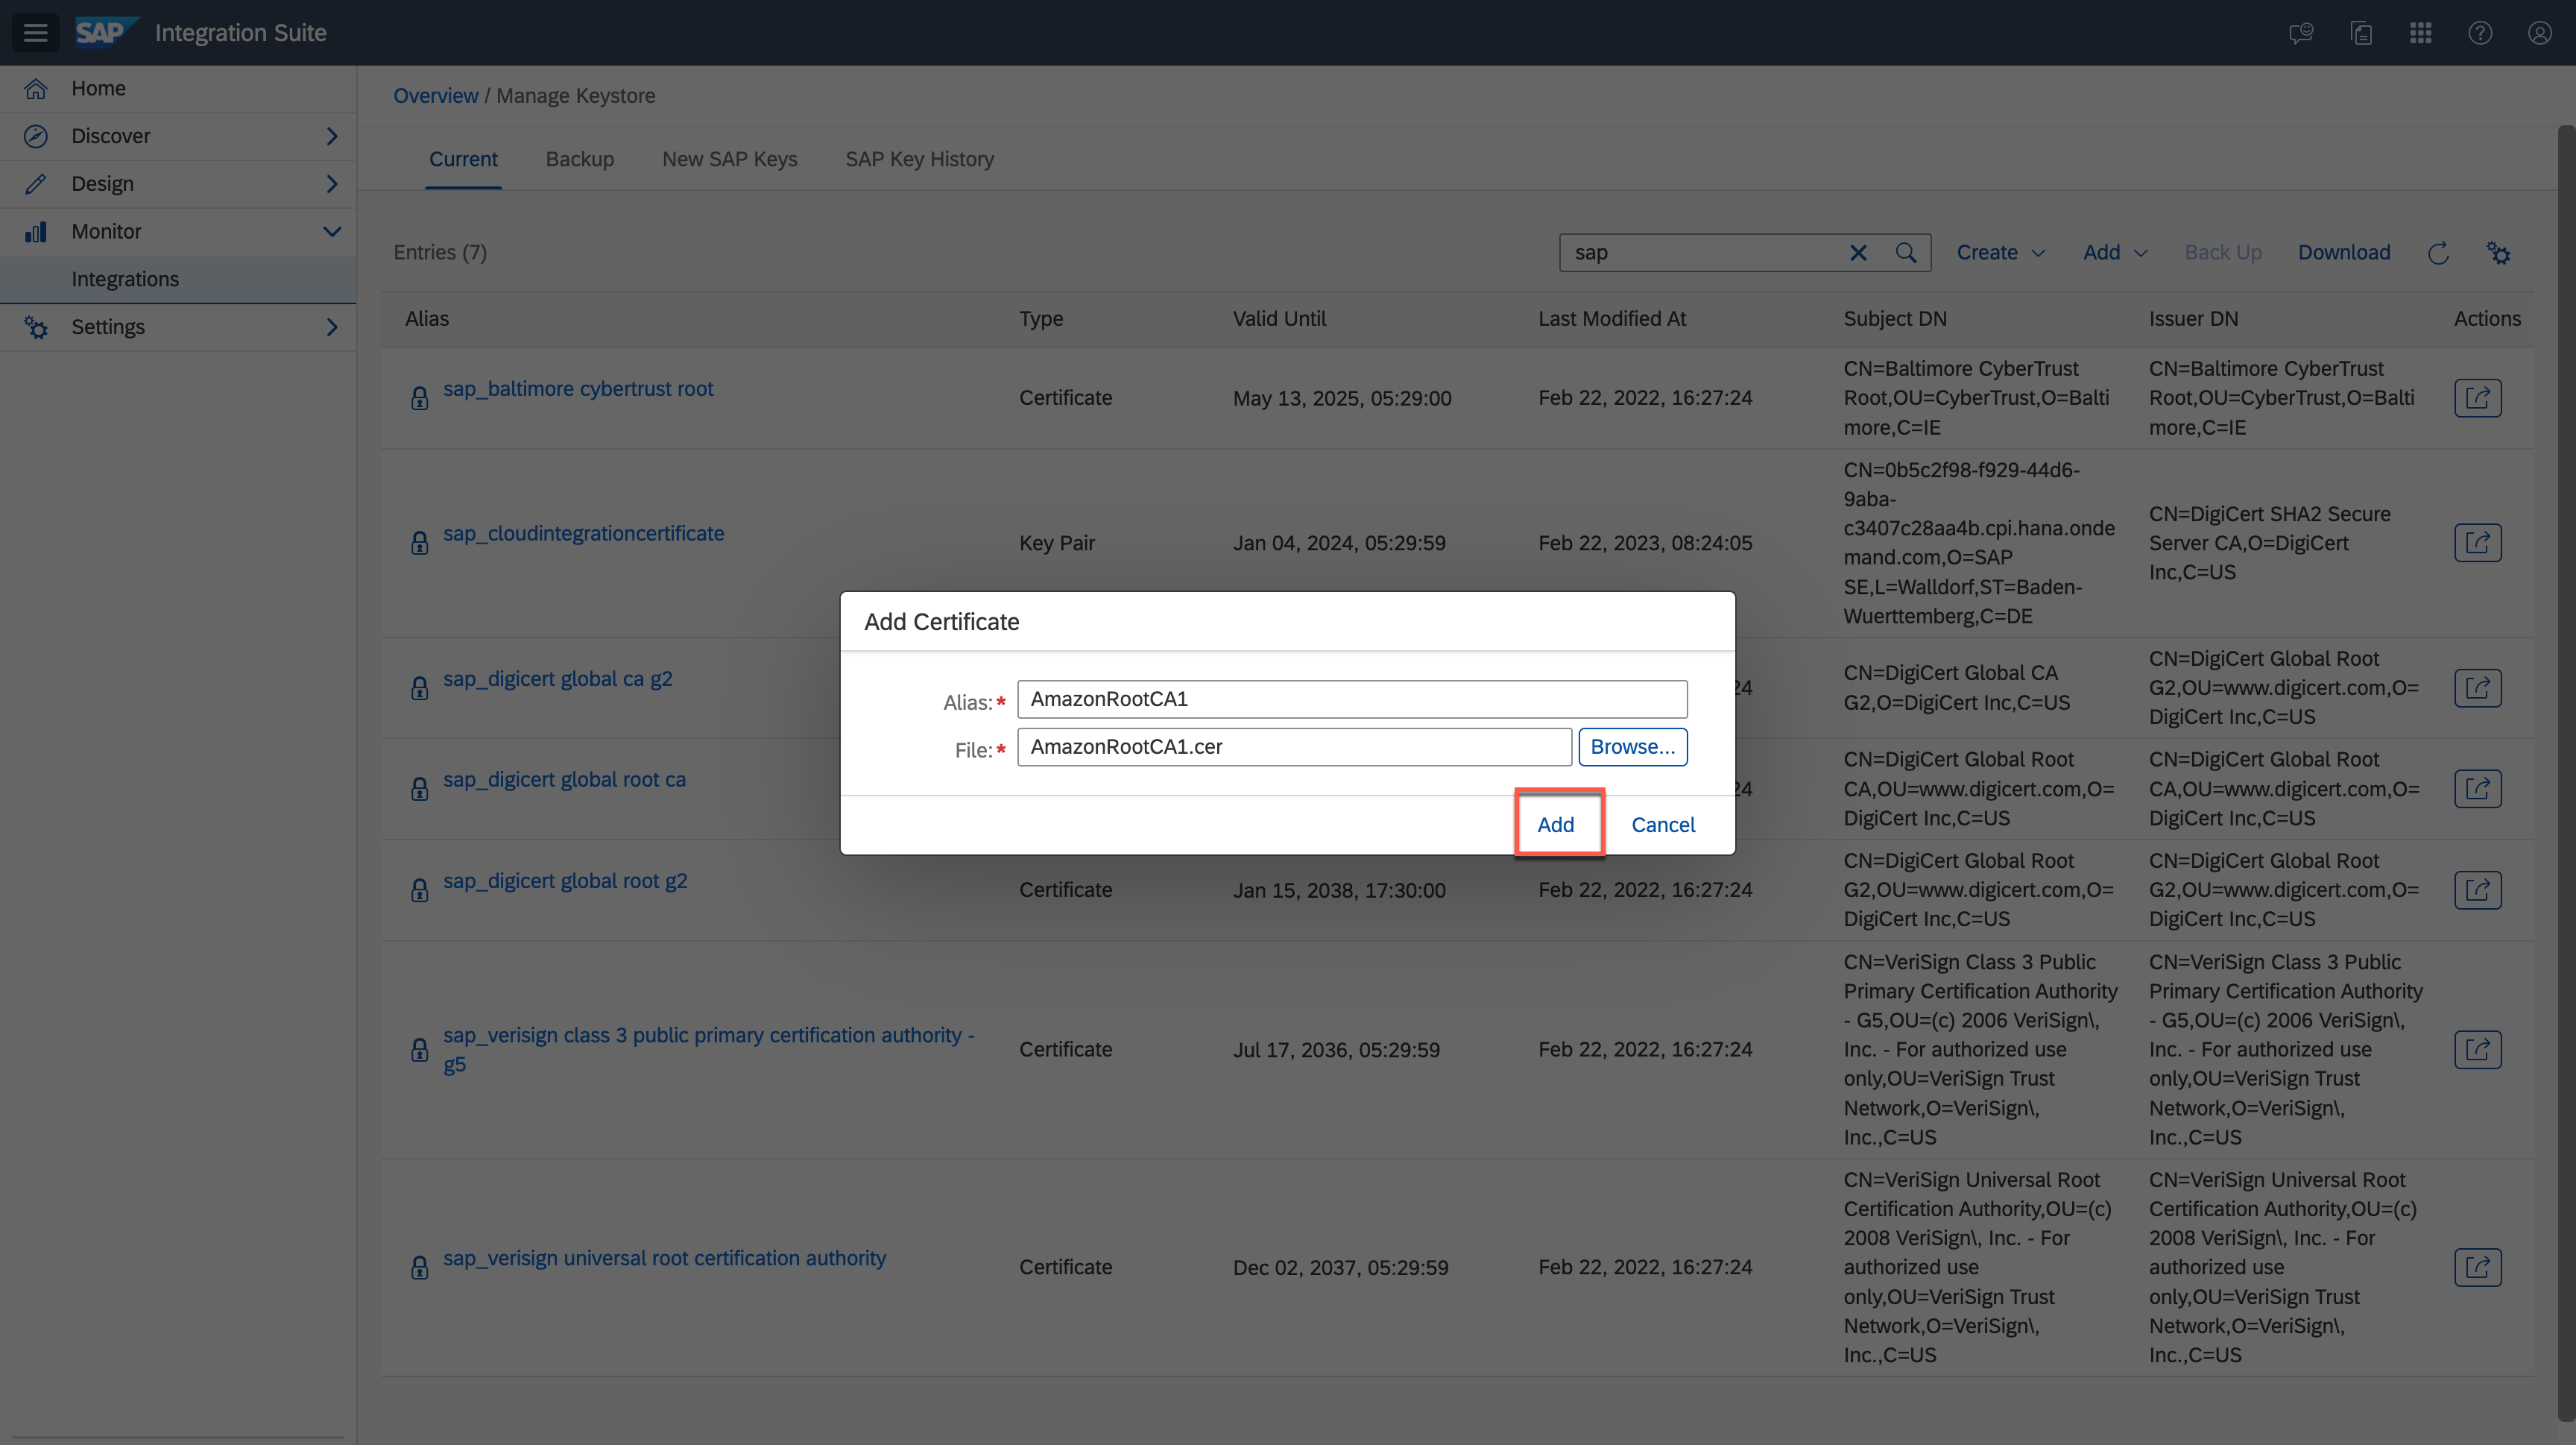 SAP Integration Suite
Home
Discover
Design
Monitor
Integrations
Settings
Overview / Manage Keystore
Current Backup New SAP Keys SAP Key History
Entries (7) sap Create Add Back Up Download
Alias Type Valid Until Last Modified At Subject DN Issuer DN Actions
sap_baltimore cybertrust root Certificate May 13, 2025, 05:29:00 Feb 22, 2022, 16:27:24
CN=Baltimore CyberTrust
Root,OU=CyberTrust,O=Balti
more,C=IE
CN=Baltimore CyberTrust
Root,OU=CyberTrust,O=Balti
more,C=IE
sap_cloudintegrationcertificate Key Pair Jan 04, 2024, 05:29:59 Feb 22, 2023, 08:24:05
CN=0b5c2f98-f929-44d6-
9aba-
c3407c28aa4b.cpi.hana.onde
mand.com,O=SAP
SE,L=Walldorf,ST=Baden-
Wuerttemberg,C=DE
CN=DigiCert SHA2 Secure
Server CA,O=DigiCert
Inc,C=US
sap_digicert global ca g2 24
CN=DigiCert Global CA
G2,O=DigiCert Inc,C=US
CN=DigiCert Global Root
G2,OU=www.digicert.com,O=
DigiCert Inc,C=US
sap_digicert global root ca 24
CN=DigiCert Global Root
CA,OU=www.digicert.com,O=
DigiCert Inc,C=US
CN=DigiCert Global Root
CA,OU=www.digicert.com,O=
DigiCert Inc,C=US
sap_digicert global root g2 Certificate Jan 15, 2038, 17:30:00 Feb 22, 2022, 16:27:24
CN=DigiCert Global Root
G2,OU=www.digicert.com,O=
DigiCert Inc,C=US
CN=DigiCert Global Root
G2,OU=www.digicert.com,O=
DigiCert Inc,C=US
sap_verisign class 3 public primary certification authority -
g5
Certificate Jul 17, 2036, 05:29:59 Feb 22, 2022, 16:27:24
CN=VeriSign Class 3 Public
Primary Certification Authority
- G5,OU=(c) 2006 VeriSign\,
Inc. - For authorized use
only,OU=VeriSign Trust
Network,O=VeriSign\,
Inc.,C=US
CN=VeriSign Class 3 Public
Primary Certification Authority
- G5,OU=(c) 2006 VeriSign\,
Inc. - For authorized use
only,OU=VeriSign Trust
Network,O=VeriSign\,
Inc.,C=US
sap_verisign universal root certification authority Certificate Dec 02, 2037, 05:29:59 Feb 22, 2022, 16:27:24
CN=VeriSign Universal Root
Certification Authority,OU=(c)
2008 VeriSign\, Inc. - For
authorized use
only,OU=VeriSign Trust
Network,O=VeriSign\,
Inc.,C=US
CN=VeriSign Universal Root
Certification Authority,OU=(c)
2008 VeriSign\, Inc. - For
authorized use
only,OU=VeriSign Trust
Network,O=VeriSign\,
Inc.,C=US
Add Certificate
Alias:* AmazonRootCA1
File:* AmazonRootCA1.cer Browse...
Add Cancel